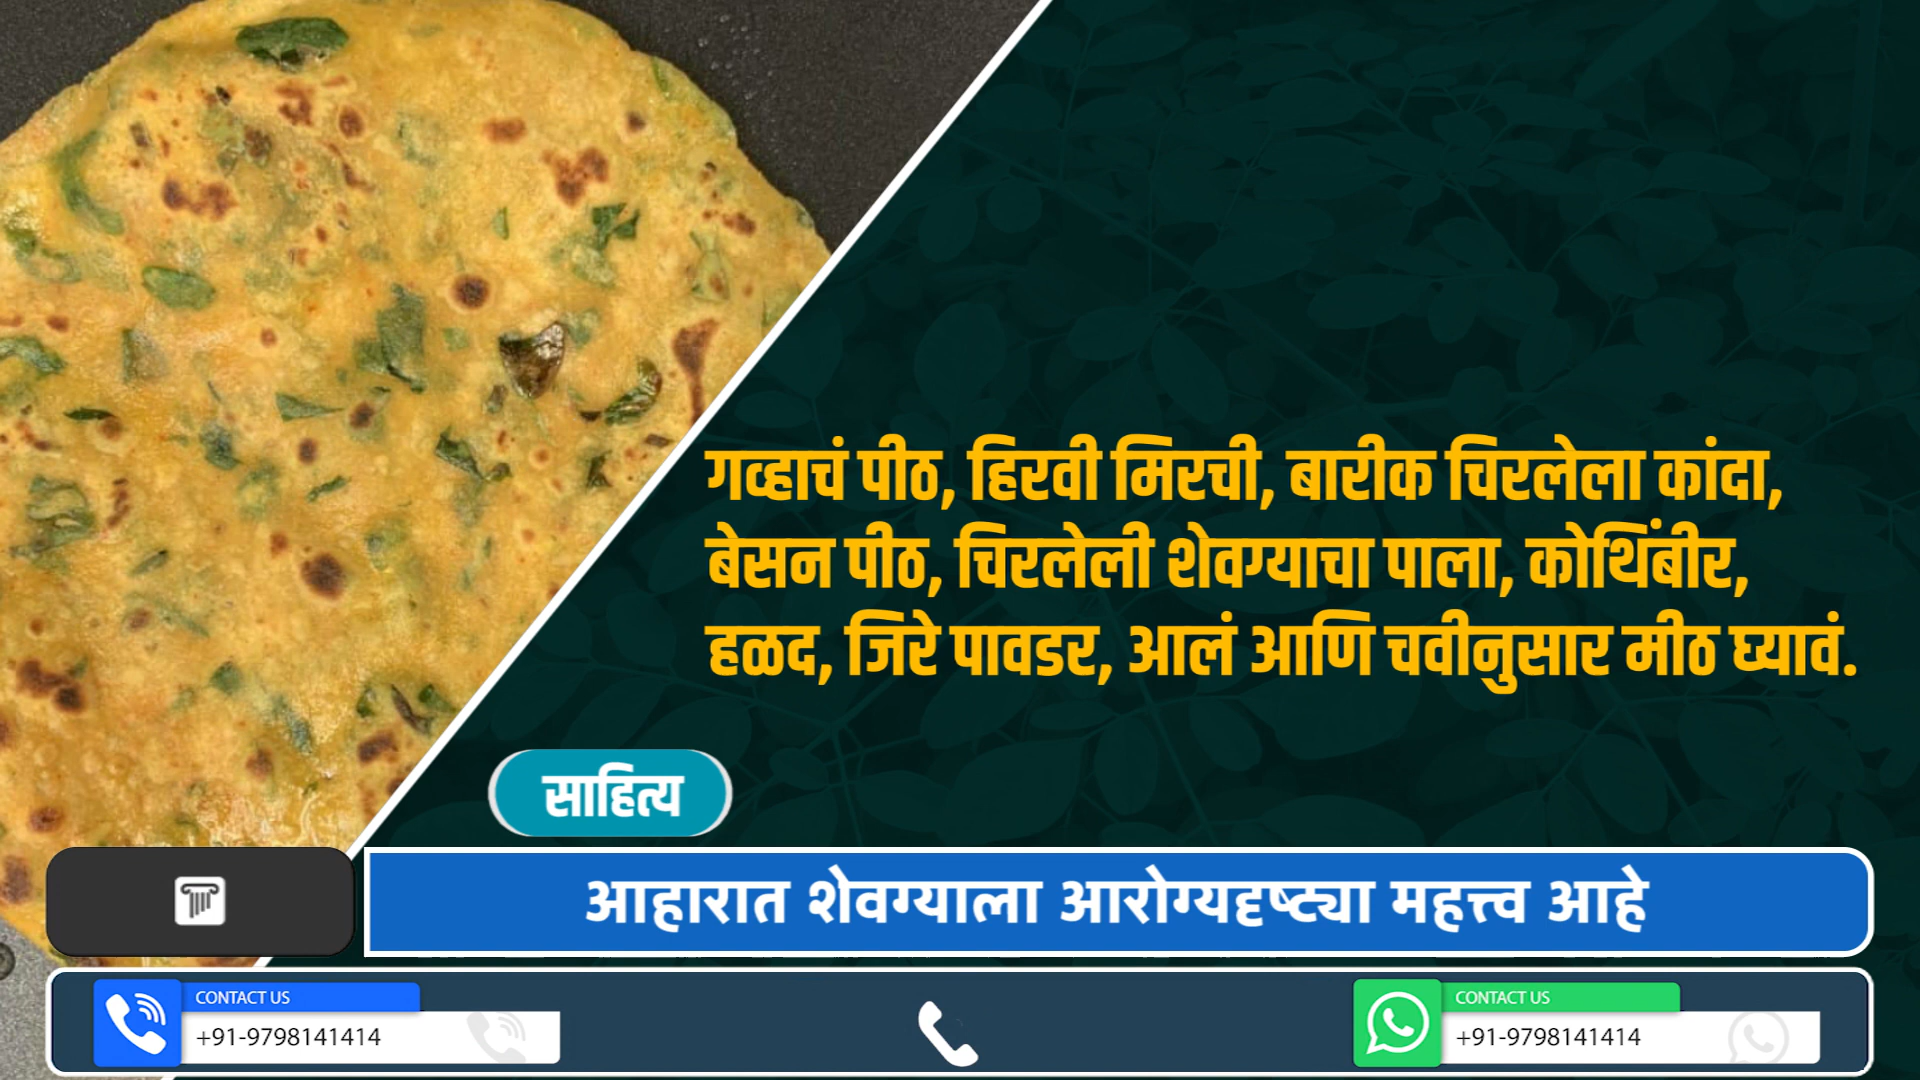 गव्हाचं पीठ, हिरवी मिरची, बारीक चिरलेला कांदा,
बेसन पीठ, चिरलेली शेवग्याचा पाला, कोथिंबीर,
हळद, जिरे पावडर, आलं आणि चवीनुसार मीठ घ्यावं.
साहित्य
आहारात शेवग्याला आरोग्यदृष्ट्या महत्त्व आहे
CONTACT US
+91-9798141414
CONTACT US
+91-9798141414